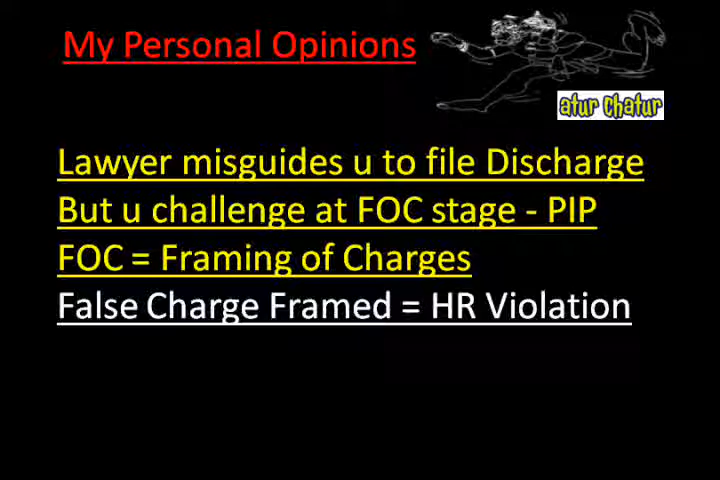 My Personal Opinions
atur chatur
Lawyer misguides u to file Discharge
But u challenge at FOC stage - PIP
FOC = Framing of Charges
False Charge Framed = HR Violation